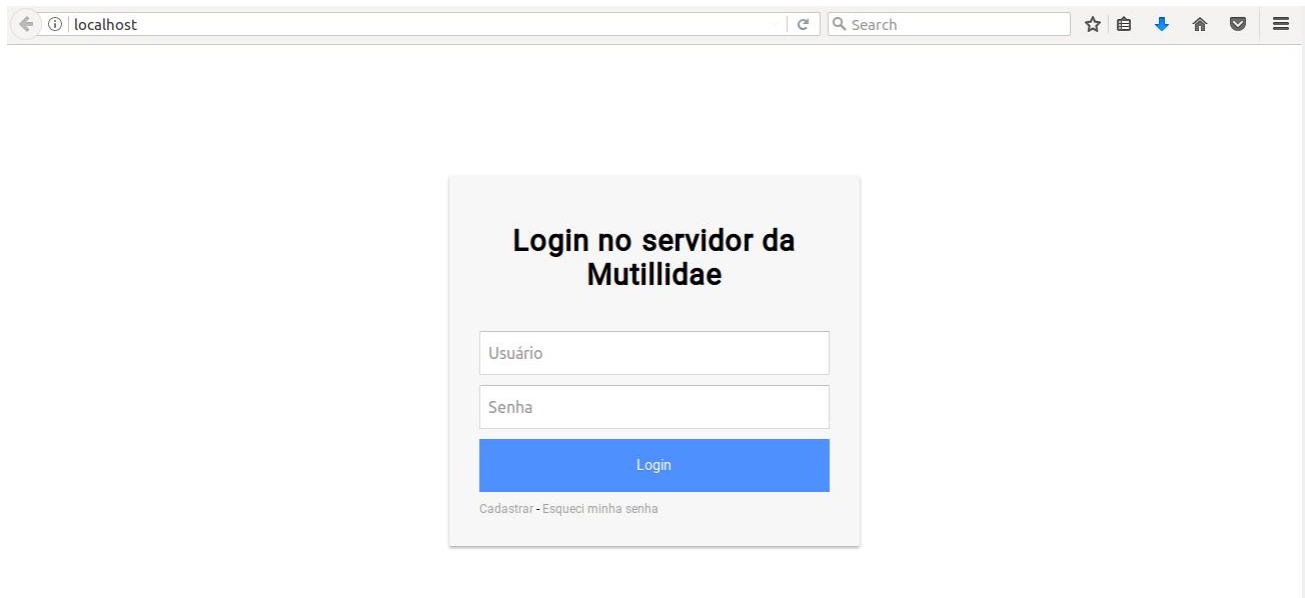 localhost
Search
Login no servidor da
Mutillidae
Usuário
Senha
Login
Cadastrar - Esqueci minha senha